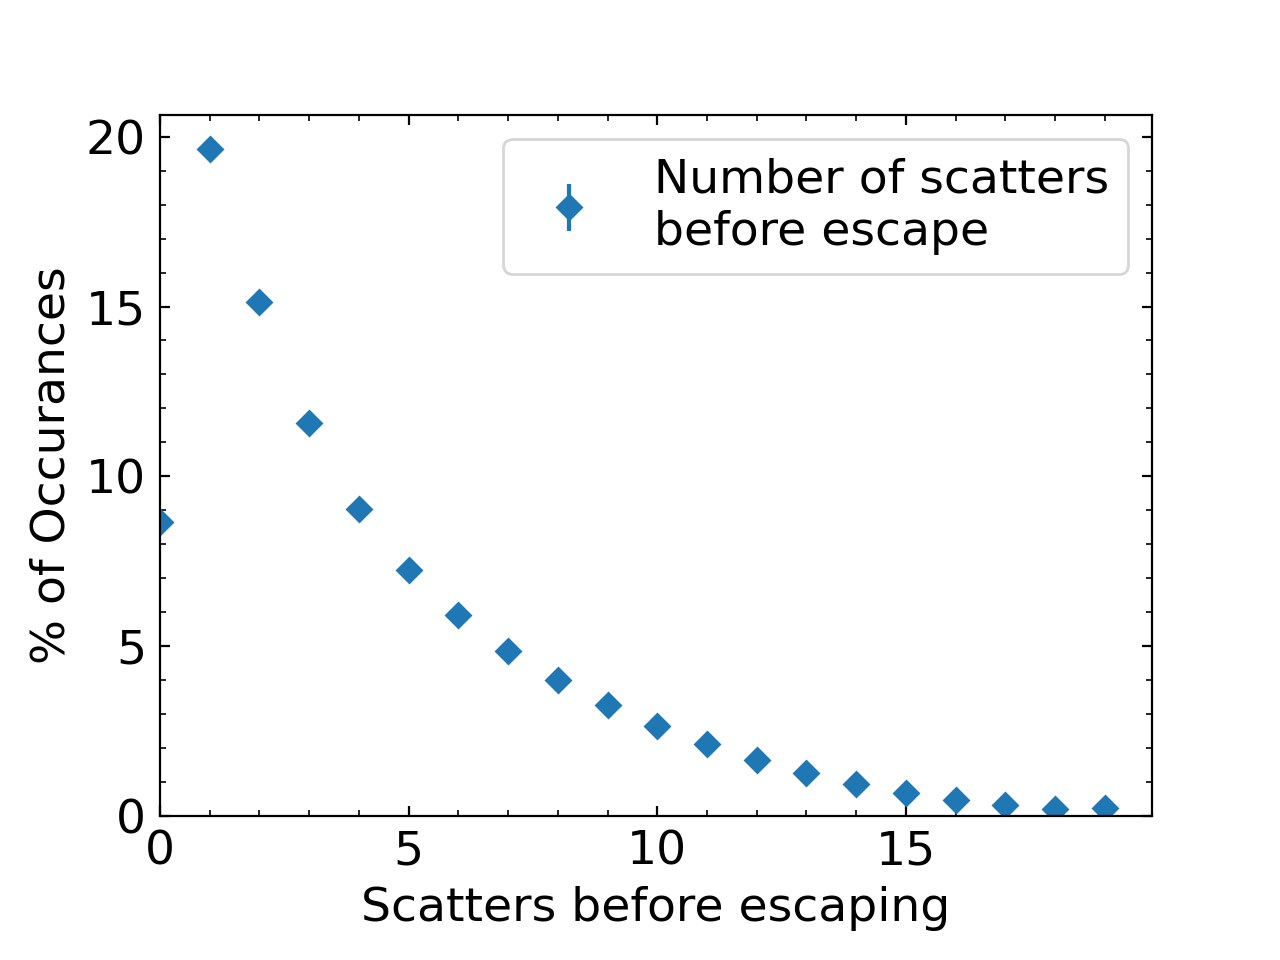 20
15
10
5
0
% of Occurances
Number of scatters
before escape
0 5 10 15
Scatters before escaping